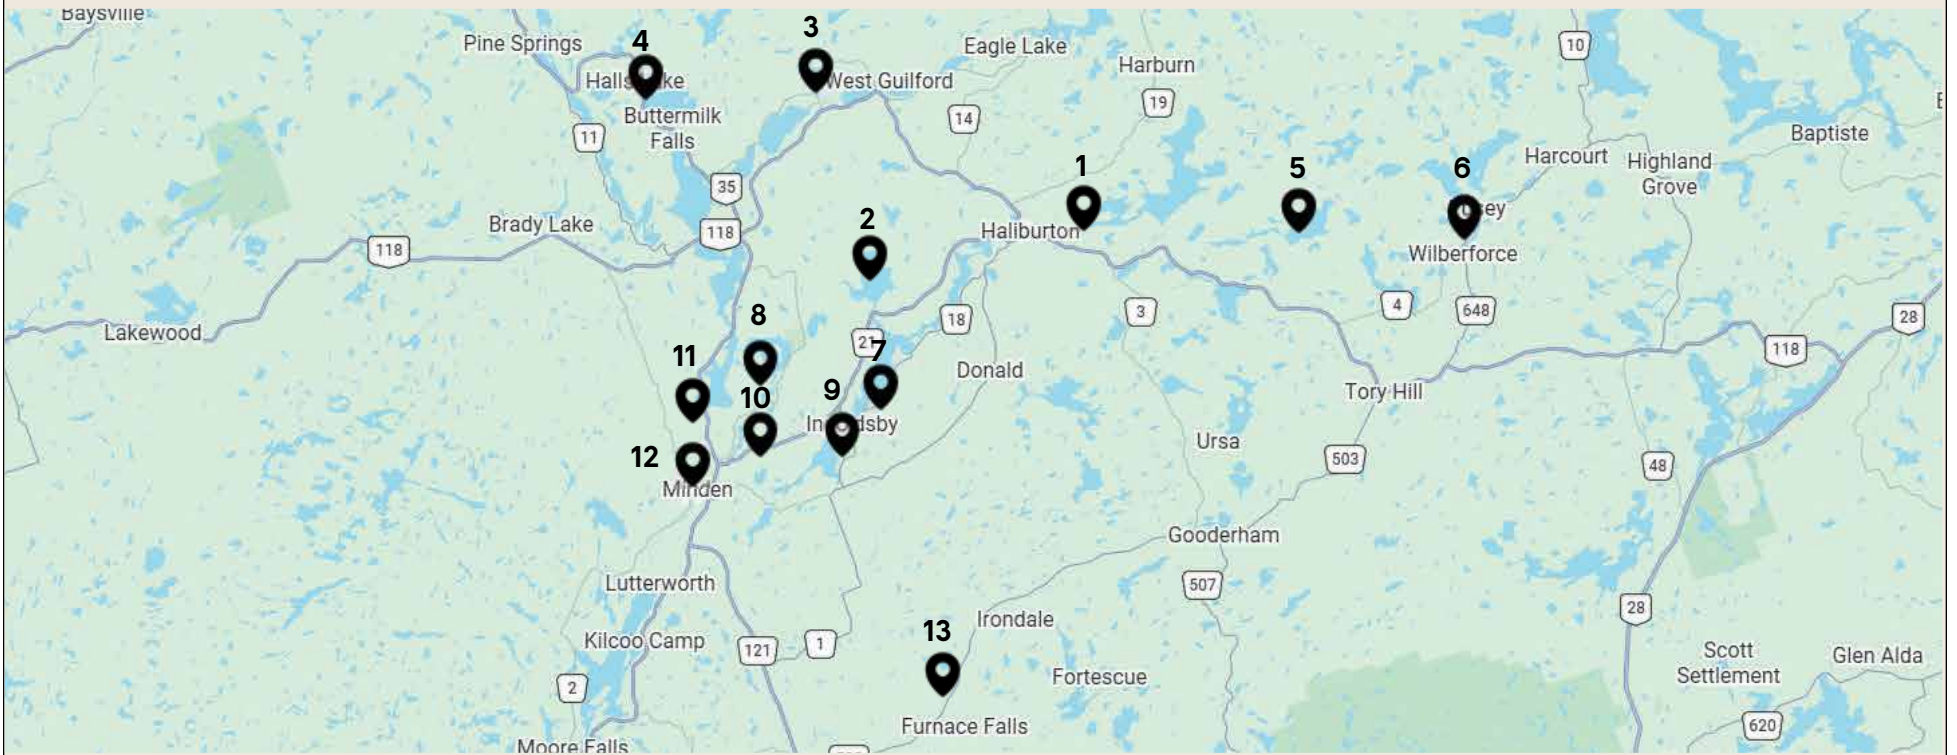 Baysville
Pine Springs
4
3
Eagle Lake
10
Harburn
West Guilford
19
14
Buttermilk
Falls
11
Baptiste
Harcourt
Highland
Grove
1
5
6
35
Brady Lake
118
118
2
Haliburton
Wilberforce
4
648
3
18
28
8
Lakewood
21
7
118
11
Donald
10
9
Tory Hill
Ursa
12
503
48
Minden
Gooderham
Lutterworth
507
28
Irondale
13
Kilcoo Camp
121
1
Scott
Settlement
Glen Alda
Fortescue
2
Furnace Falls
620
Moore Falls